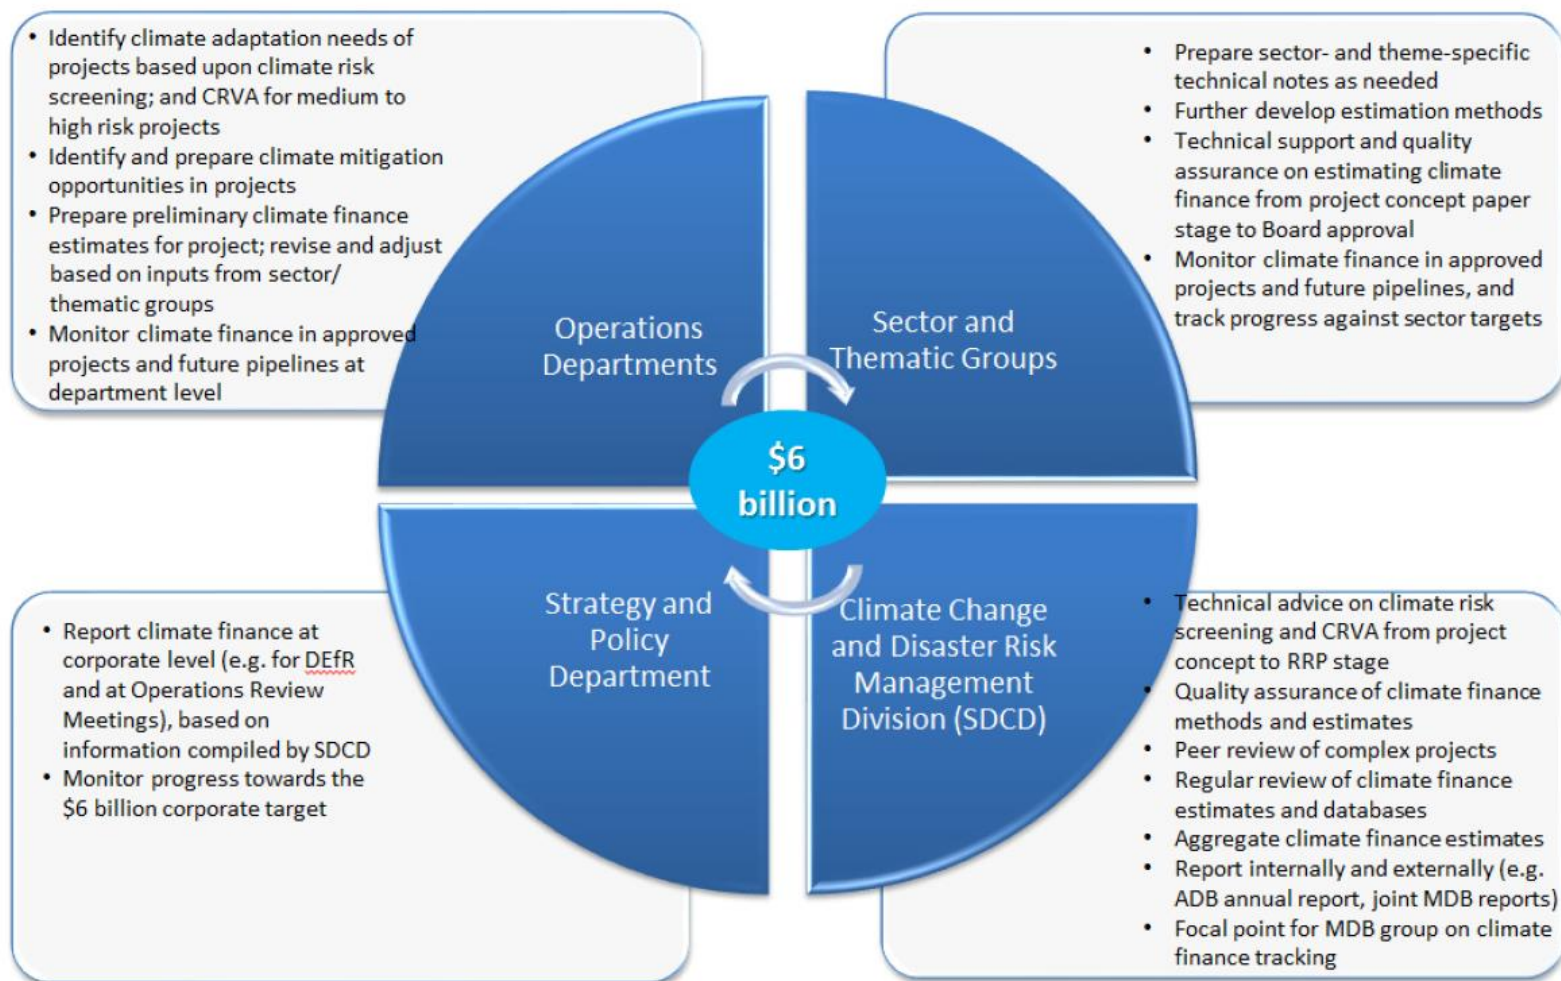 • Identify climate adaptation needs of
projects based upon climate risk
screening; and CRVA for medium to
high risk projects
• Identify and prepare climate mitigation
opportunities in projects
• Prepare preliminary climate finance
estimates for project; revise and adjust
based on inputs from sector/
thematic groups
• Monitor climate finance in approved
projects and future pipelines at
department level
• Prepare sector- and theme-specific
technical notes as needed
• Further develop estimation methods
• Technical support and quality
assurance on estimating climate
finance from project concept paper
stage to Board approval
• Monitor climate finance in approved
projects and future pipelines, and
track progress against sector targets
Operations
Departments
Sector and
Thematic Groups
$6
billion
Strategy and
Policy
Department
Climate Change
and Disaster Risk
Management
Division (SDCD)
• Report climate finance at
corporate level (e.g. for DEfR
and at Operations Review
Meetings), based on
information compiled by SDCD
• Monitor progress towards the
$6 billion corporate target
• Technical advice on climate risk
screening and CRVA from project
concept to RRP stage
• Quality assurance of climate finance
methods and estimates
• Peer review of complex projects
• Regular review of climate finance
estimates and databases
• Aggregate climate finance estimates
• Report internally and externally (e.g.
ADB annual report, joint MDB reports)
• Focal point for MDB group on climate
finance tracking